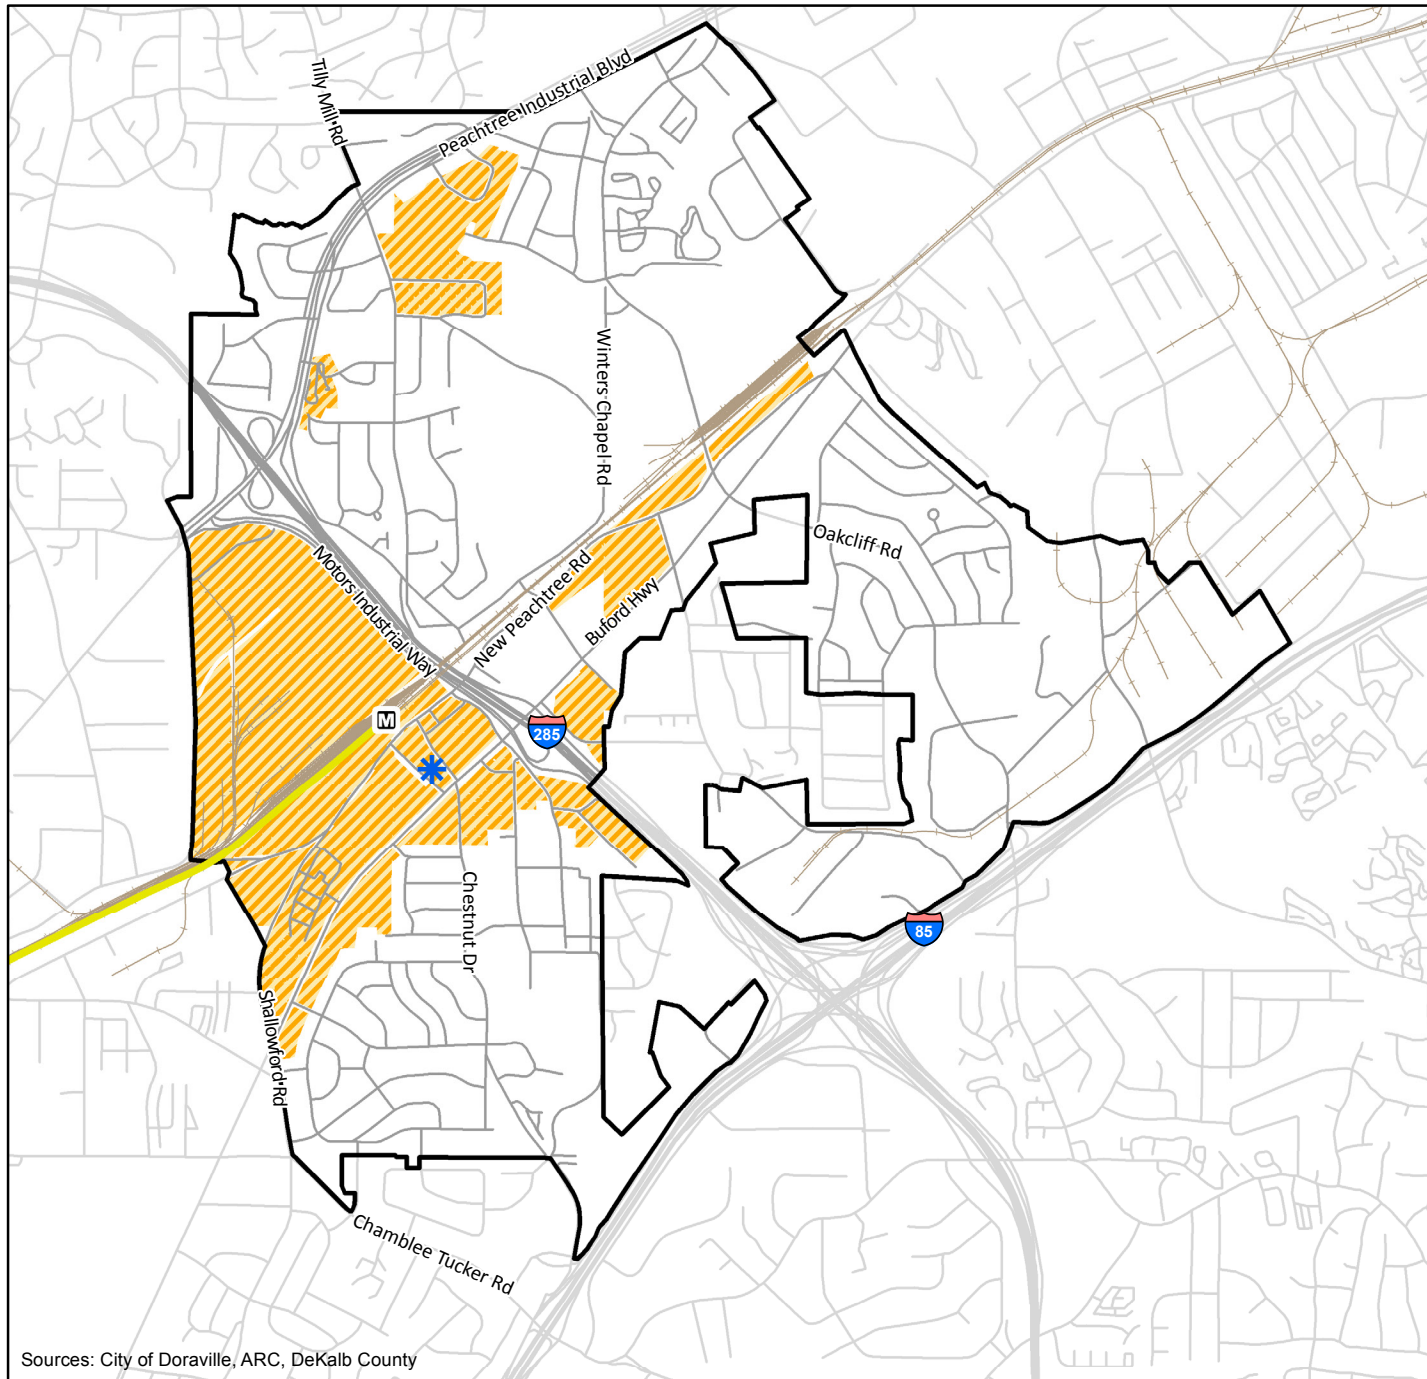 Peachtree Industrial Blvd
Tilly Mill Rd
Winters Chapel Rd
Oakcliff Rd
Motors Industrial Way
New Peachtree Rd
Buford Hwy
M
285
Chestnut Dr
85
Shallowford Rd
Chamblee Tucker Rd
Sources: City of Doraville, ARC, DeKalb County